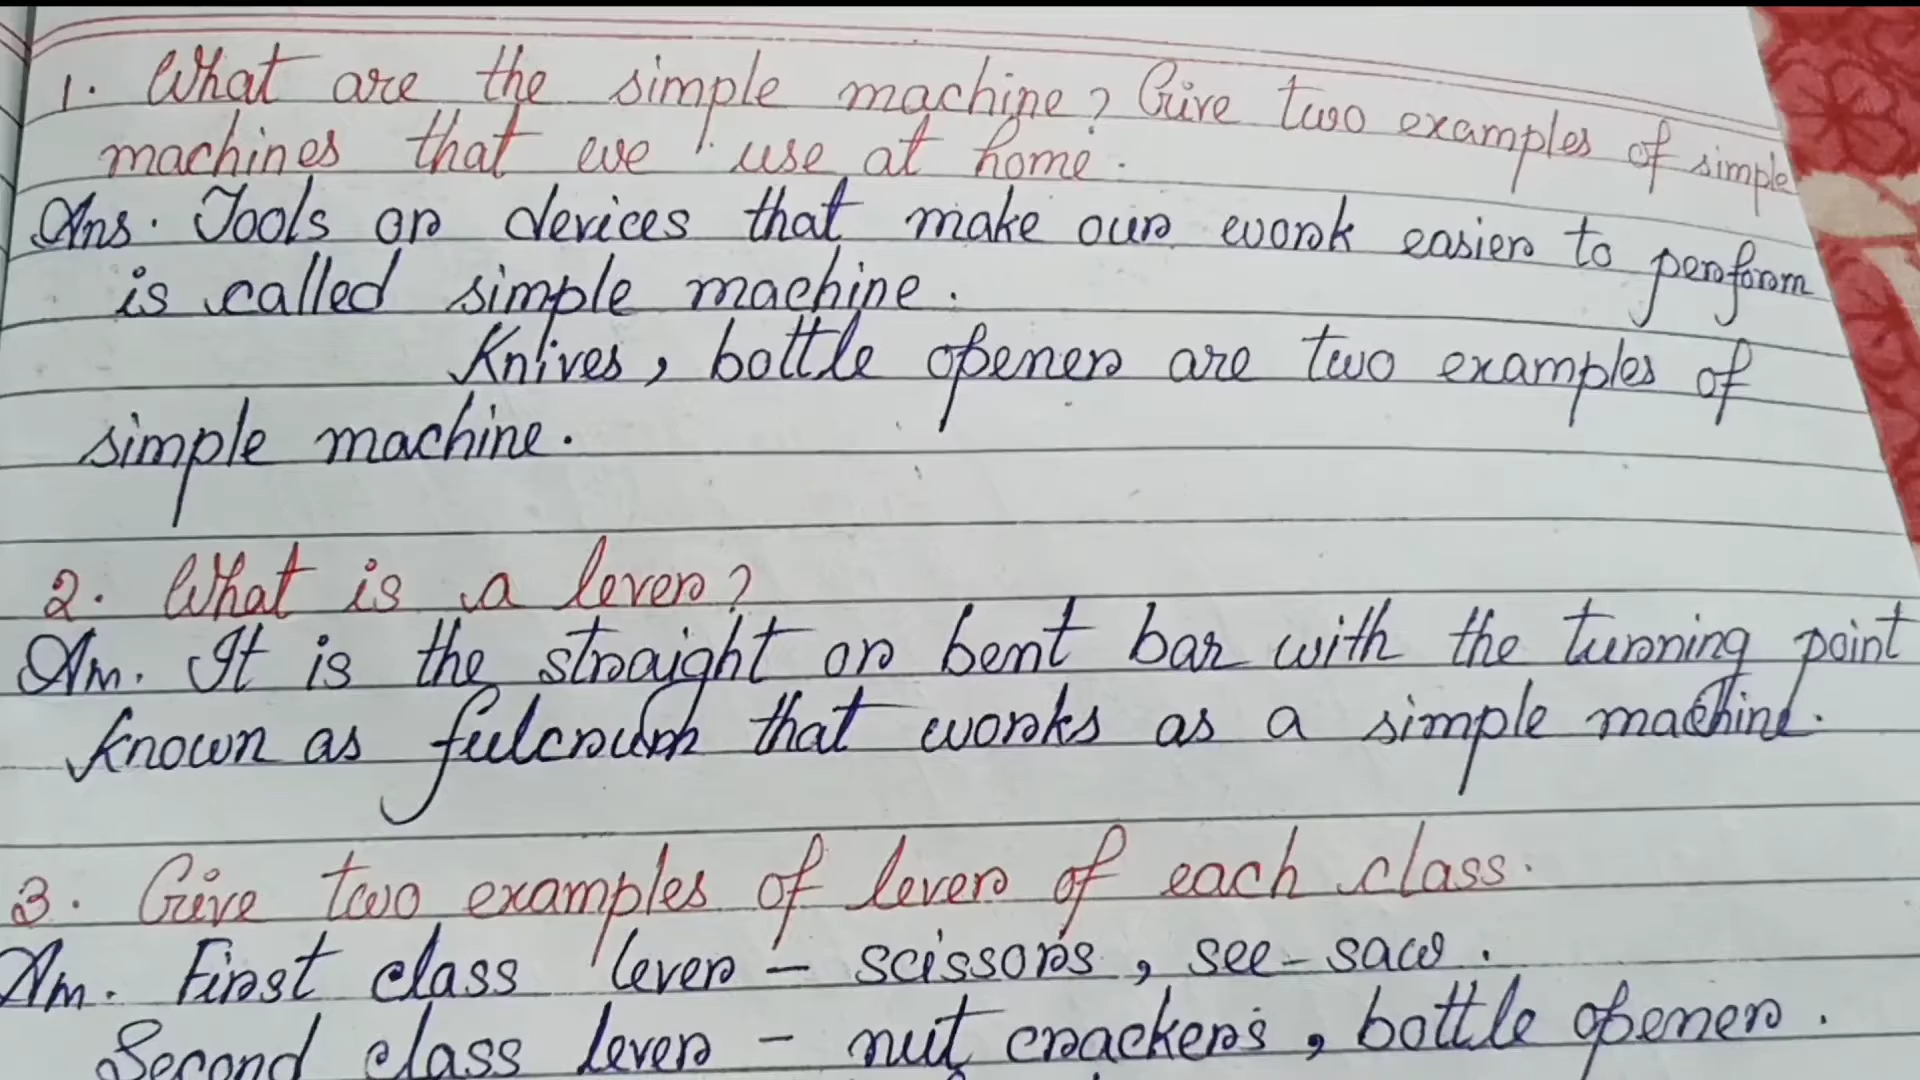 1. What are the simple machine? Give two examples of simple
machines that we use at home.
Ans. Tools or devices that make our work easier to perform
is called simple machine.
Knives, bottle opener are two examples of
simple machine.
2. What is a lever?
Ans. It is the straight or bent bar with the turning point
known as fulcrum that works as a simple machine.
3. Give two examples of lever of each class.
Ans. First class lever - scissors, see-saw.
Second class lever - nut crackers, bottle opener.